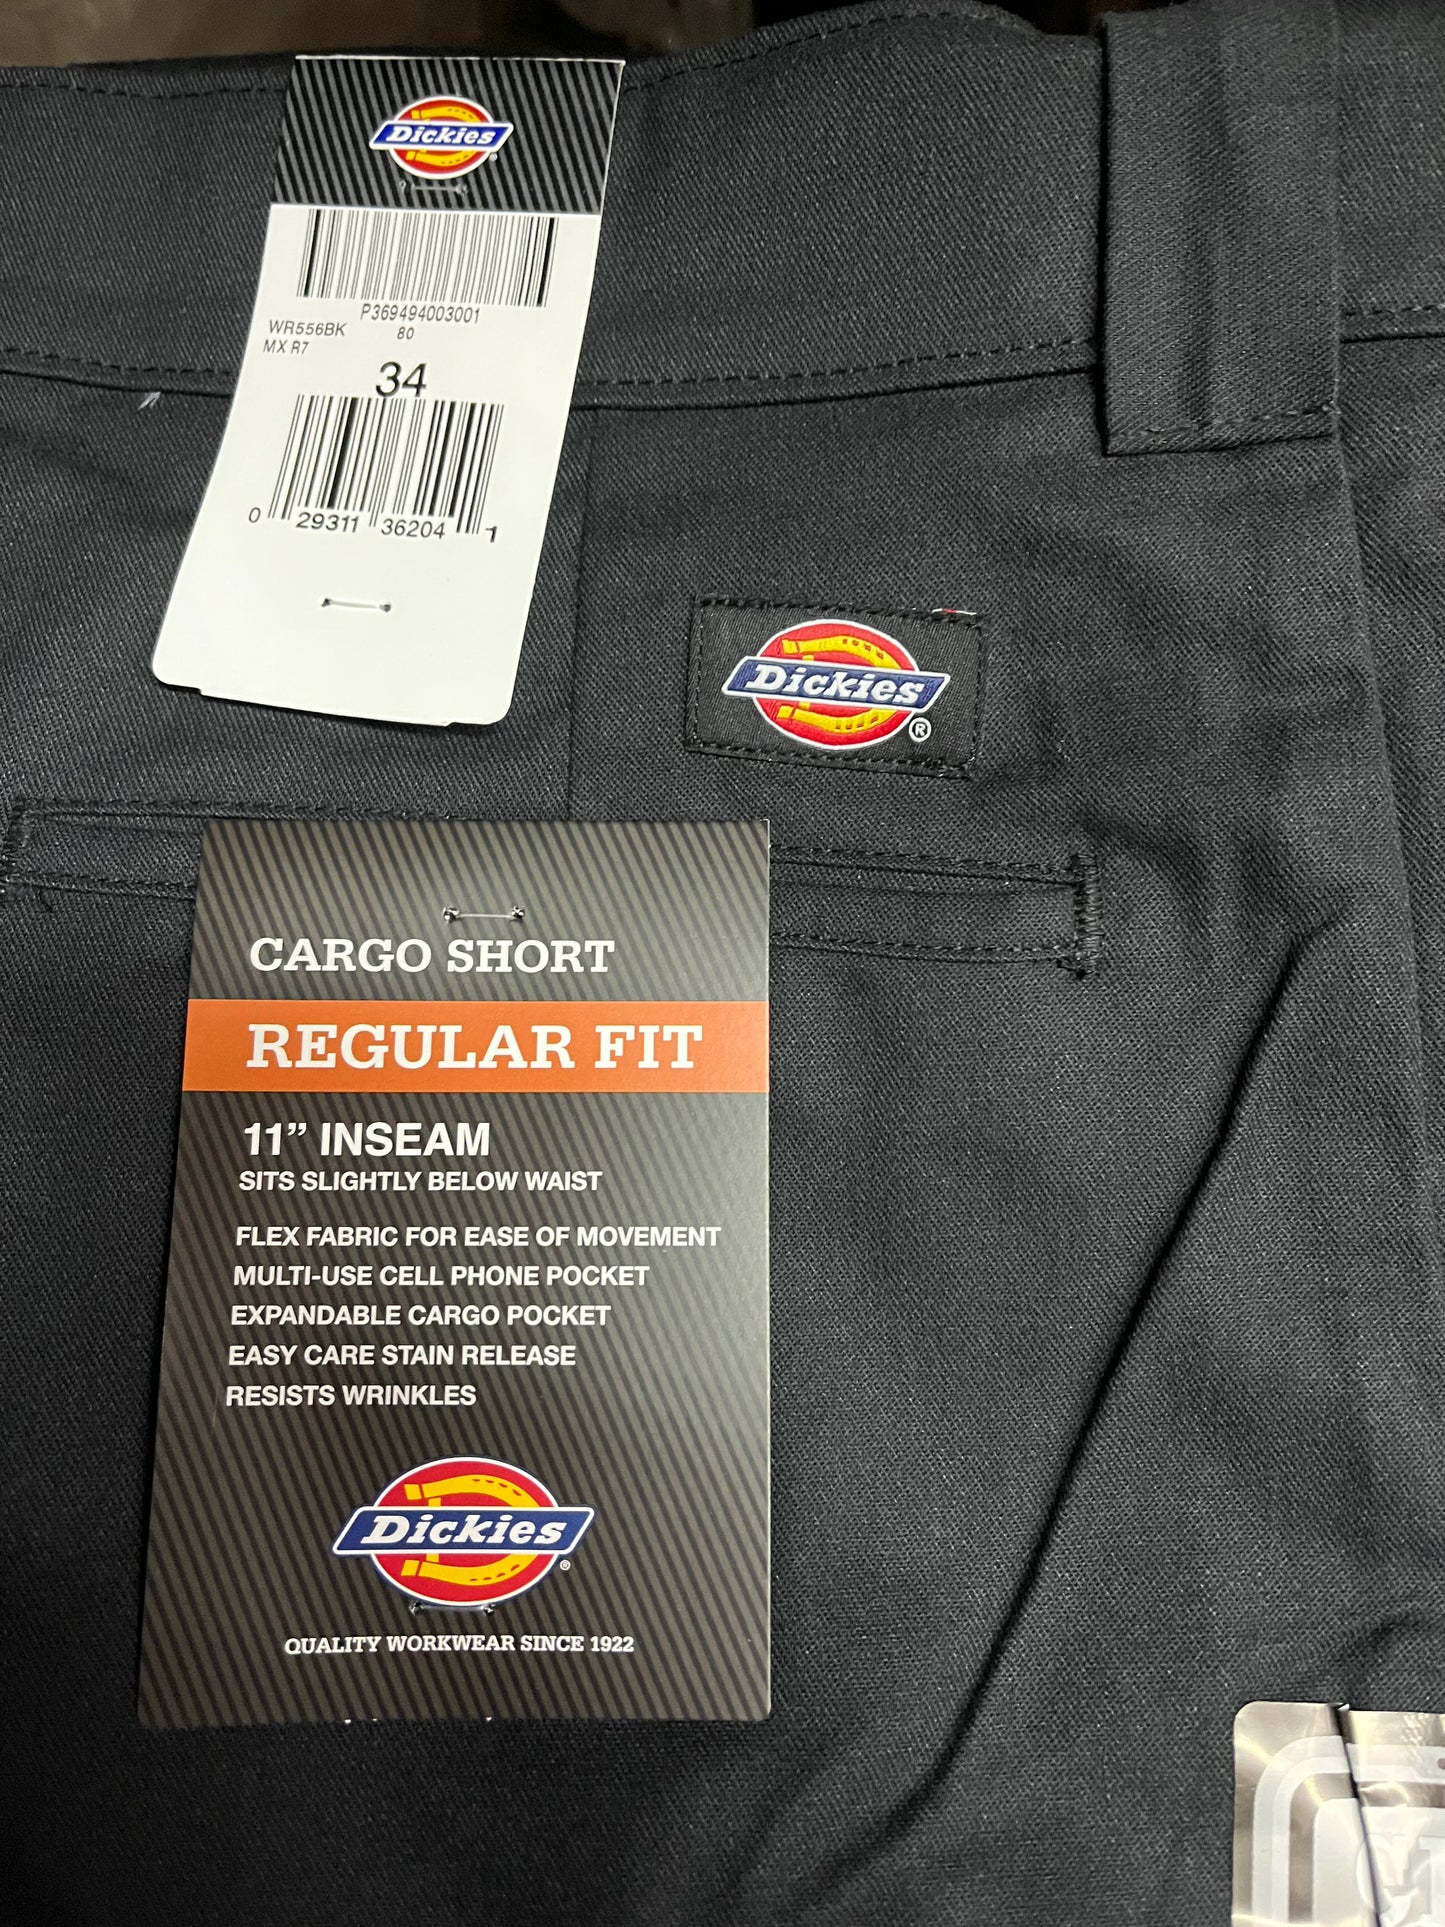 Dickies
®
P369494003001
WR556BK
80
MX R7
34
0 29311 36204 1
Dickies
®
CARGO SHORT
REGULAR FIT
11” INSEAM
SITS SLIGHTLY BELOW WAIST
FLEX FABRIC FOR EASE OF MOVEMENT
MULTI-USE CELL PHONE POCKET
EXPANDABLE CARGO POCKET
EASY CARE STAIN RELEASE
RESISTS WRINKLES
Dickies
®
QUALITY WORKWEAR SINCE 1922